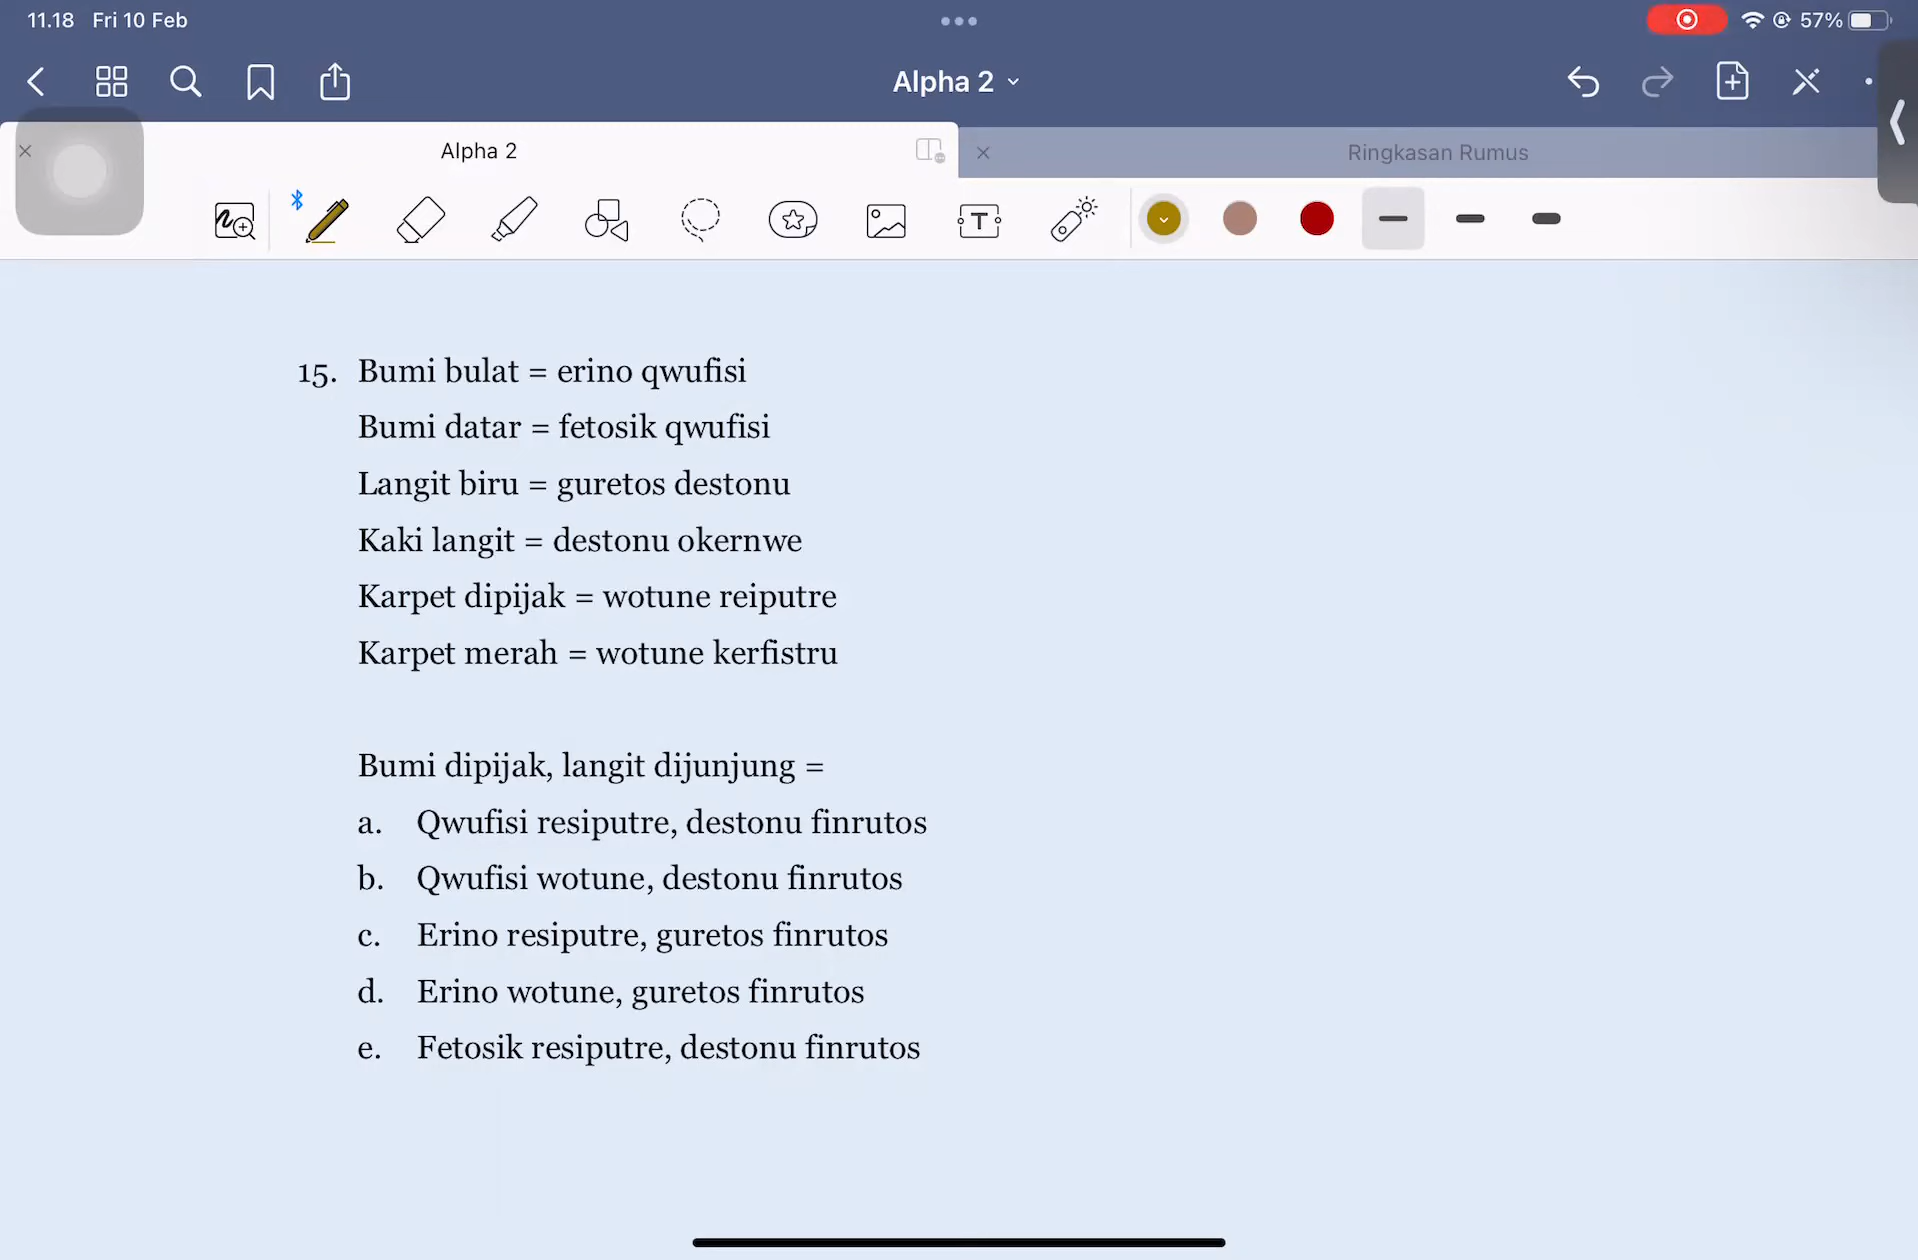 11.18 Fri 10 Feb
57%
Alpha 2
Alpha 2
Ringkasan Rumus
T
15. Bumi bulat = erino qwufisi
Bumi datar = fetosik qwufisi
Langit biru = guretos destonu
Kaki langit = destonu okernwe
Karpet dipijak = wotune reiputre
Karpet merah = wotune kerfistru
Bumi dipijak, langit dijunjung =
a. Qwufisi resiputre, destonu finrutos
b. Qwufisi wotune, destonu finrutos
c. Erino resiputre, guretos finrutos
d. Erino wotune, guretos finrutos
e. Fetosik resiputre, destonu finrutos